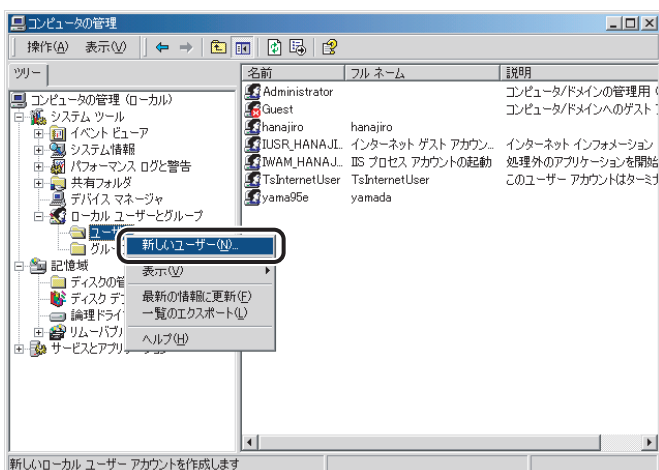 コンピュータの管理
操作(A) 表示(V)
ツリー
コンピュータの管理 (ローカル)
システム ツール
イベント ビューア
システム情報
パフォーマンス ログと警告
共有フォルダ
デバイス マネージャ
ローカル ユーザーとグループ
ユーザー
グル
記憶域
ディスクの管
ディスク デ
論理ドライ
リムーバブル
サービスとアプリケーション
新しいユーザー(N)...
表示(V)
最新の情報に更新(F)
一覧のエクスポート(L)
ヘルプ(H)
名前 フル ネーム 説明
Administrator コンピュータ/ドメインの管理用 (
Guest コンピュータ/ドメインへのゲスト
hanajiro hanajiro
IUSR_HANAJI... インターネット ゲスト アカウン... インターネット インフォメーション
IWAM_HANAJ... IIS プロセス アカウントの起動 処理外のアプリケーションを開始
TsInternetUser TsInternetUser このユーザー アカウントはターミナ
yama95e yamada
新しいローカル ユーザー アカウントを作成します